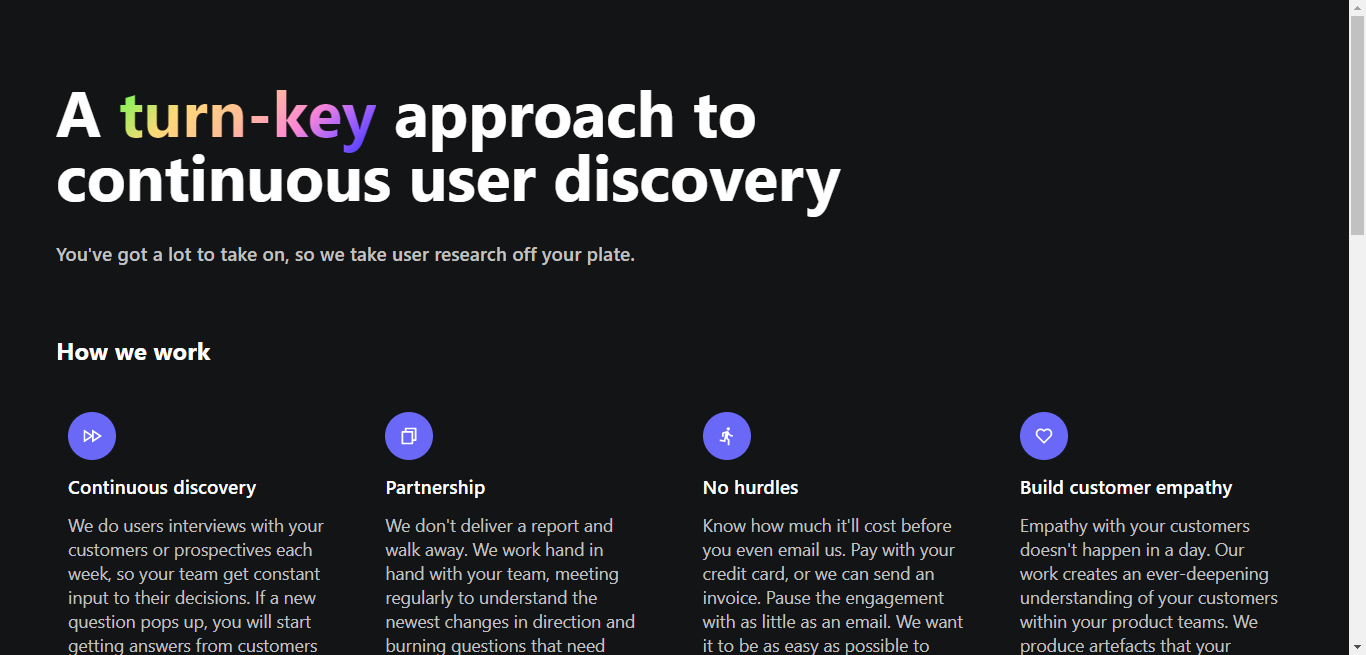 A turn-key approach to
continuous user discovery
You've got a lot to take on, so we take user research off your plate.
How we work
Continuous discovery
We do users interviews with your
customers or prospectives each
week, so your team get constant
input to their decisions. If a new
question pops up, you will start
getting answers from customers
Partnership
We don't deliver a report and
walk away. We work hand in
hand with your team, meeting
regularly to understand the
newest changes in direction and
burning questions that need
No hurdles
Know how much it'll cost before
you even email us. Pay with your
credit card, or we can send an
invoice. Pause the engagement
with as little as an email. We want
it to be as easy as possible to
Build customer empathy
Empathy with your customers
doesn't happen in a day. Our
work creates an ever-deepening
understanding of your customers
within your product teams. We
produce artefacts that your